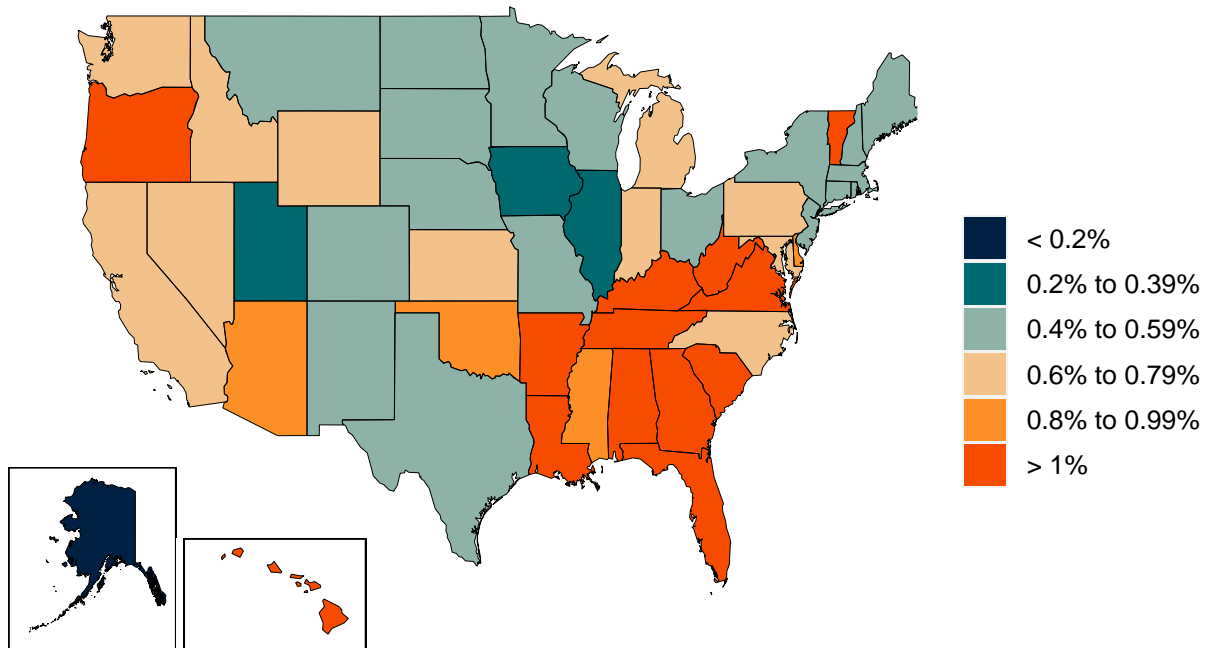 < 0.2%
0.2% to 0.39%
0.4% to 0.59%
0.6% to 0.79%
0.8% to 0.99%
> 1%